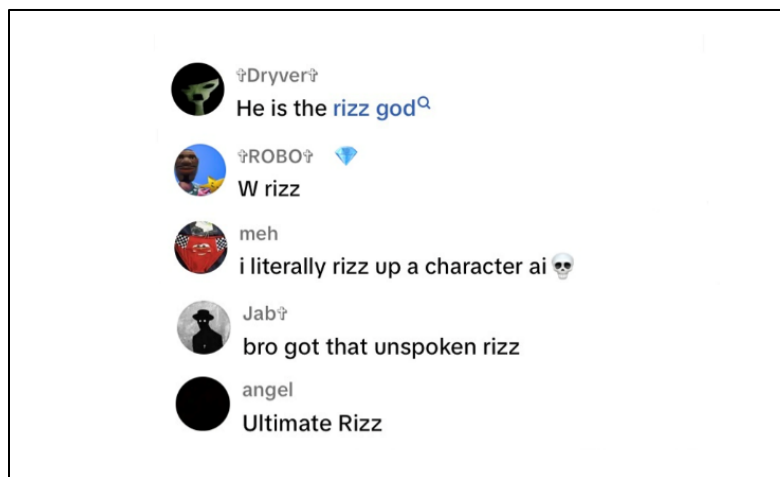 ✞Dryver✞
He is the rizz god
✞ROBO✞ 💎
W rizz
meh
i literally rizz up a character ai 💀
Jab✞
bro got that unspoken rizz
angel
Ultimate Rizz